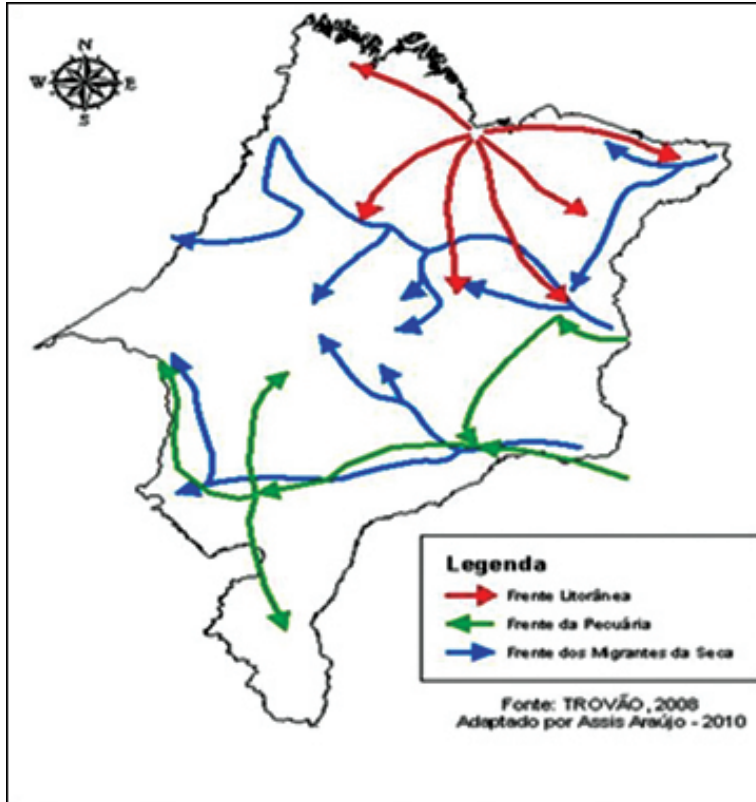 N
W E
S
Legenda
Frente Litorânea
Frente da Pecuária
Frente dos Migrantes da Seca
Fonte: TROVÃO, 2008
Adaptado por Assis Araújo - 2010